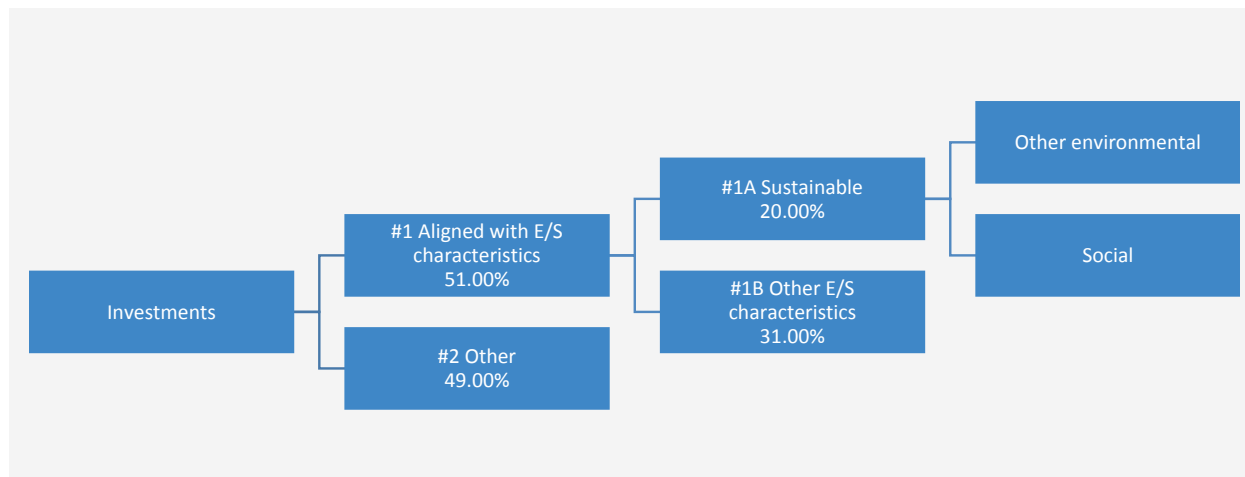 Investments
#1 Aligned with E/S
characteristics
51.00%
#2 Other
49.00%
#1A Sustainable
20.00%
#1B Other E/S
characteristics
31.00%
Other environmental
Social